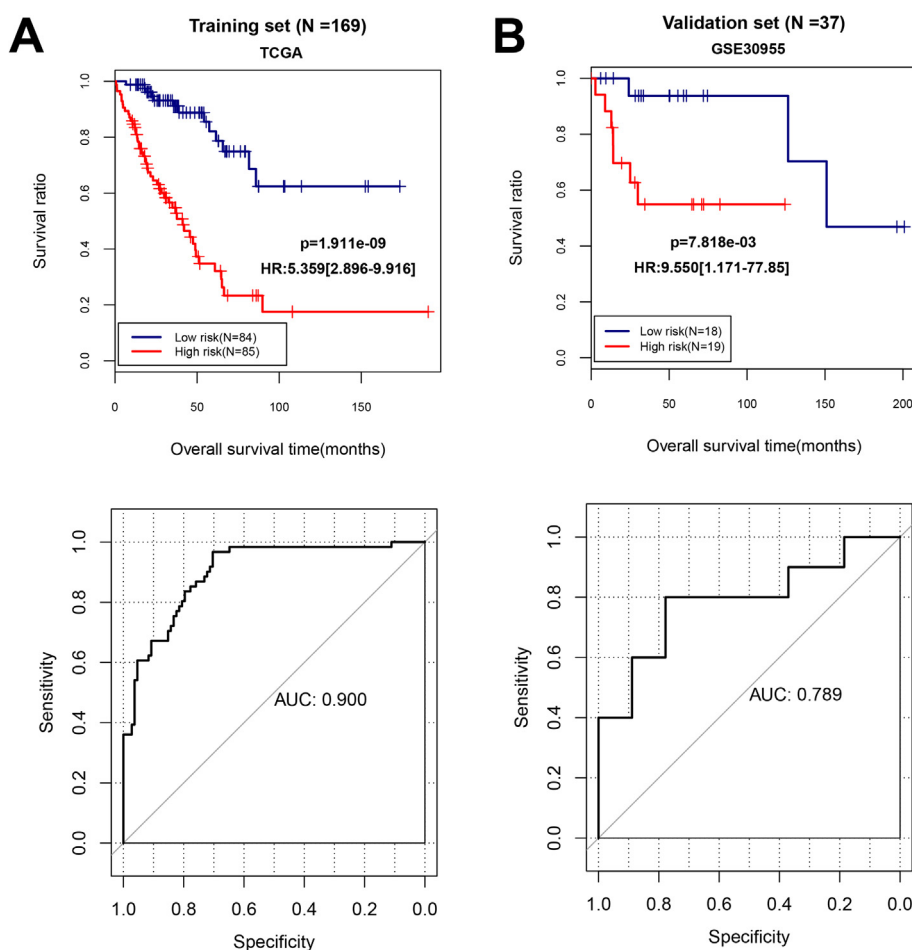 A
Training set (N =169)
TCGA
Survival ratio
1.0
0.8
0.6
0.4
0.2
0.0
p=1.911e-09
HR:5.359[2.896-9.916]
Low risk(N=84)
High risk(N=85)
0 50 100 150
Overall survival time(months)
B
Validation set (N =37)
GSE30955
Survival ratio
1.0
0.8
0.6
0.4
0.2
0.0
p=7.818e-03
HR:9.550[1.171-77.85]
Low risk(N=18)
High risk(N=19)
0 50 100 150 200
Overall survival time(months)
Sensitivity
1.0
0.8
0.6
0.4
0.2
0.0
AUC: 0.900
1.0 0.8 0.6 0.4 0.2 0.0
Specificity
Sensitivity
1.0
0.8
0.6
0.4
0.2
0.0
AUC: 0.789
1.0 0.8 0.6 0.4 0.2 0.0
Specificity